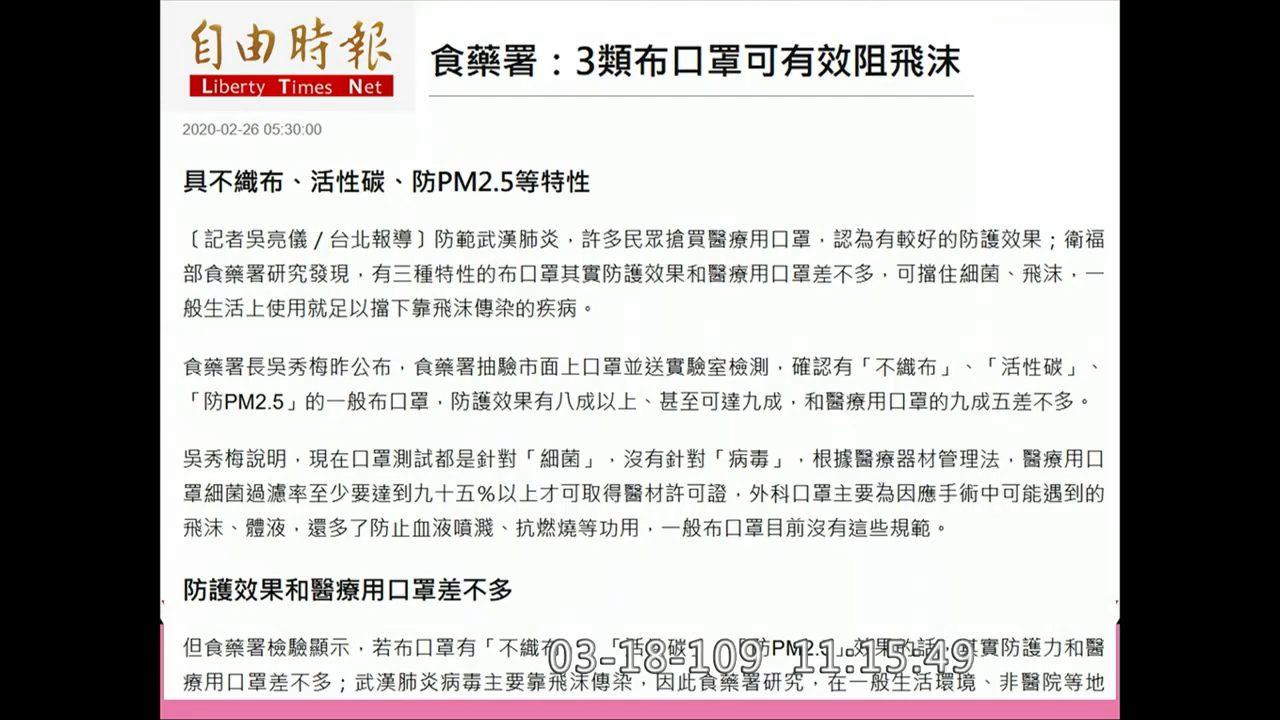 自由時報
Liberty Times Net
食藥署：3類布口罩可有效阻飛沫
2020-02-26 05:30:00
具不織布、活性碳、防PM2.5等特性
〔記者吳亮儀／台北報導〕防範武漢肺炎，許多民眾搶買醫療用口罩，認為有較好的防護效果；衛福
部食藥署研究發現，有三種特性的布口罩其實防護效果和醫療用口罩差不多，可擋住細菌、飛沫，一
般生活上使用就足以擋下靠飛沫傳染的疾病。
食藥署長吳秀梅昨公布，食藥署抽驗市面上口罩並送實驗室檢測，確認有「不織布」、「活性碳」、
「防PM2.5」的一般布口罩，防護效果有八成以上、甚至可達九成，和醫療用口罩的九成五差不多。
吳秀梅說明，現在口罩測試都是針對「細菌」，沒有針對「病毒」，根據醫療器材管理法，醫療用口
罩細菌過濾率至少要達到九十五%以上才可取得醫材許可證，外科口罩主要為因應手術中可能遇到的
飛沫、體液，還多了防止血液噴濺、抗燃燒等功用，一般布口罩目前沒有這些規範。
防護效果和醫療用口罩差不多
但食藥署檢驗顯示，若布口罩有「不織布 「活性碳 防PM2.5」效果的話，其實防護力和醫
03-18-109 11:15:49
療用口罩差不多；武漢肺炎病毒主要靠飛沫傳染，因此食藥署研究，在一般生活環境、非醫院等地